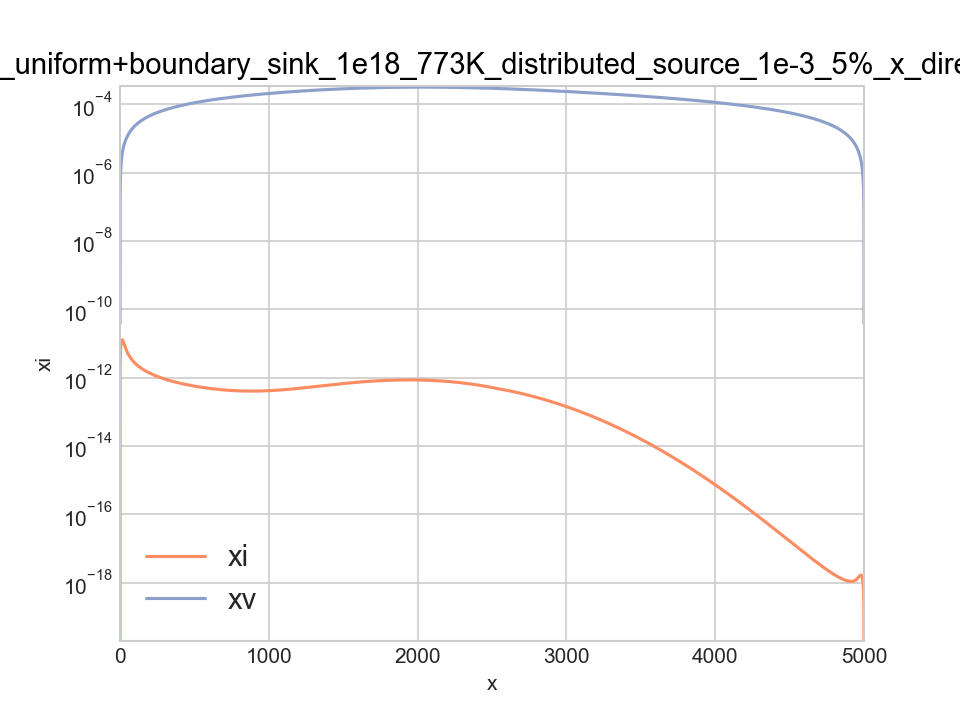 _uniform+boundary_sink_1e18_773K_distributed_source_1e-3_5%_x_dire
10⁻⁴
10⁻⁶
10⁻⁸
10⁻¹⁰
10⁻¹²
10⁻¹⁴
10⁻¹⁶
10⁻¹⁸
xi
xi
xv
0 1000 2000 3000 4000 5000
x